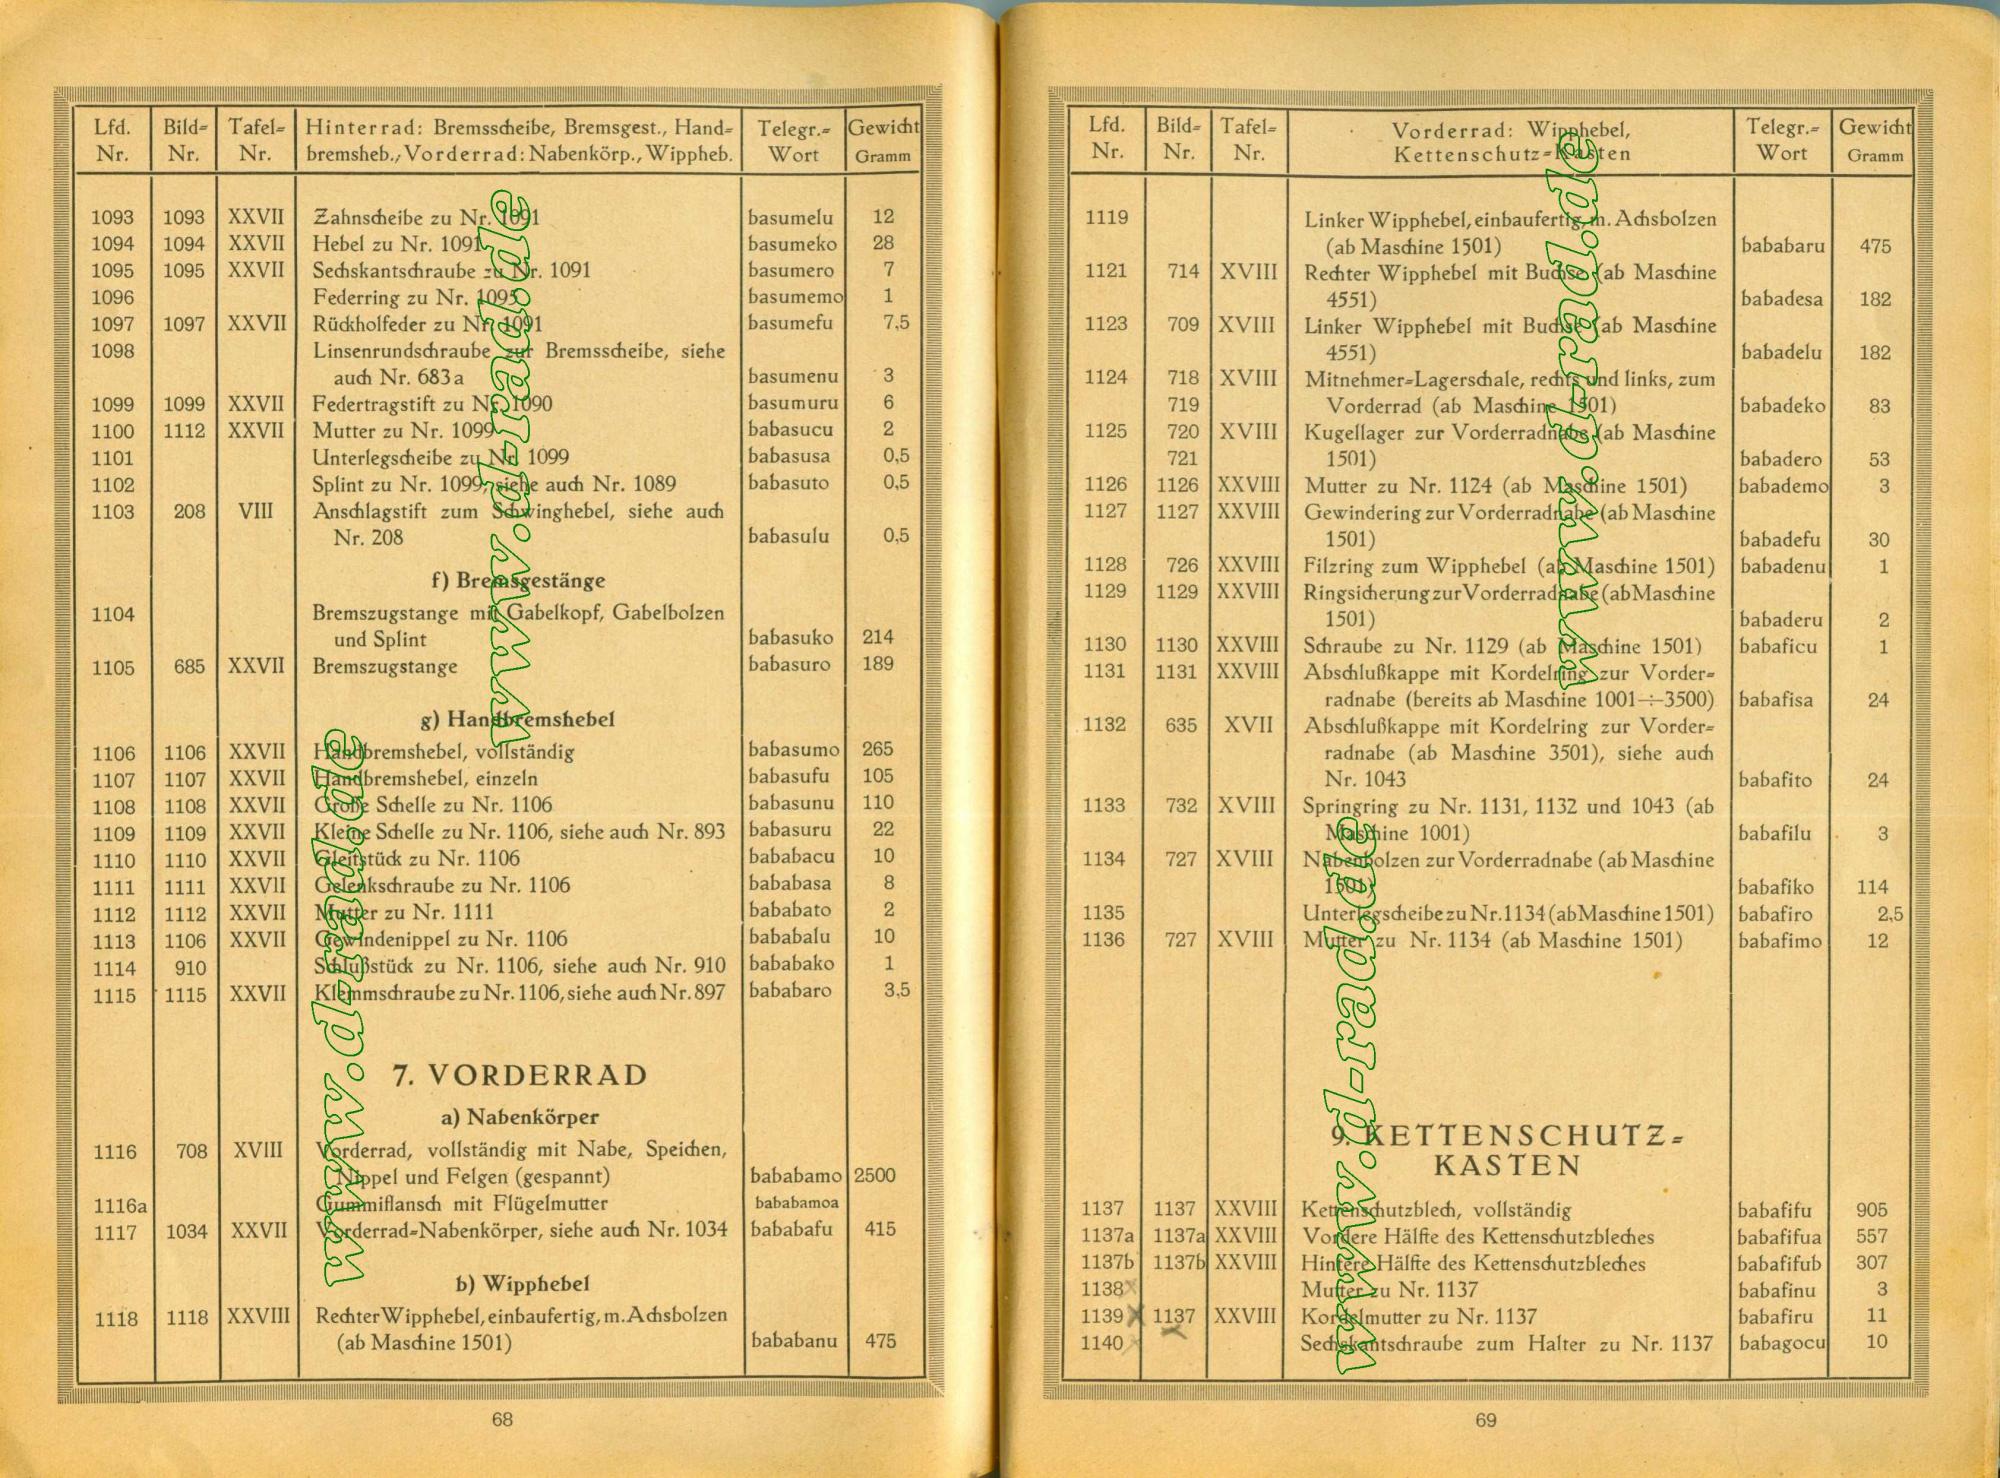 Lfd. Nr. Bild= Nr. Tafel= Nr. Hinterrad: Bremsscheibe, Bremsgest., Hand= bremsheb., Vorderrad: Nabenkörp., Wippheb. Telegr.= Wort Gewicht Gramm
1093 1093 XXVII Zahnscheibe zu Nr. 1091 basumelu 12
1094 1094 XXVII Hebel zu Nr. 1091 basumeko 28
1095 1095 XXVII Sechskantschraube zu Nr. 1091 basumero 7
1096 Federring zu Nr. 1095 basumemo 1
1097 1097 XXVII Rückholfeder zu Nr. 1091 basumefu 7,5
1098 Linsenrundschraube zur Bremsscheibe, siehe
auch Nr. 683a basumenu 3
1099 1099 XXVII Federtragstift zu Nr. 1090 basumuru 6
1100 1112 XXVII Mutter zu Nr. 1099 babasucu 2
1101 Unterlegscheibe zu Nr. 1099 babasusa 0,5
1102 Splint zu Nr. 1099, siehe auch Nr. 1089 babasuto 0,5
1103 208 VIII Anschlagstift zum Schwinghebel, siehe auch
Nr. 208 babasulu 0,5
f) Bremsgestänge
1104 Bremszugstange mit Gabelkopf, Gabelbolzen
und Splint babasuko 214
1105 685 XXVII Bremszugstange babasuro 189
g) Handbremshebel
1106 1106 XXVII Handbremshebel, vollständig babasumo 265
1107 1107 XXVII Handbremshebel, einzeln babasufu 105
1108 1108 XXVII Große Schelle zu Nr. 1106 babasunu 110
1109 1109 XXVII Kleine Schelle zu Nr. 1106, siehe auch Nr. 893 babasuru 22
1110 1110 XXVII Gleitstück zu Nr. 1106 bababacu 10
1111 1111 XXVII Gelenkschraube zu Nr. 1106 bababasa 8
1112 1112 XXVII Mutter zu Nr. 1111 bababato 2
1113 1106 XXVII Gewindenippel zu Nr. 1106 bababalu 10
1114 910 Schlußstück zu Nr. 1106, siehe auch Nr. 910 bababako 1
1115 1115 XXVII Klemmschraube zu Nr. 1106, siehe auch Nr. 897 bababaro 3,5
7. VORDERRAD
a) Nabenkörper
1116 708 XVIII Vorderrad, vollständig mit Nabe, Speichen,
Nippel und Felgen (gespannt) bababamo 2500
1116a Gummiflansch mit Flügelmutter bababamoa
1117 1034 XXVII Vorderrad=Nabenkörper, siehe auch Nr. 1034 bababafu 415
b) Wipphebel
1118 1118 XXVIII Rechter Wipphebel, einbaufertig, m. Achsbolzen
(ab Maschine 1501) bababanu 475
68
www.d-rad.de
www.d-rad.de
Lfd. Nr. Bild= Nr. Tafel= Nr. Vorderrad: Wipphebel, Kettenschutz=Kasten Telegr.= Wort Gewicht Gramm
1119 Linker Wipphebel, einbaufertig, m. Achsbolzen
(ab Maschine 1501) bababaru 475
1121 714 XVIII Rechter Wipphebel mit Buchse (ab Maschine
4551) babadesa 182
1123 709 XVIII Linker Wipphebel mit Buchse (ab Maschine
4551) babadelu 182
1124 718 XVIII Mitnehmer=Lagerschale, rechts und links, zum
719 Vorderrad (ab Maschine 1501) babadeko 83
1125 720 XVIII Kugellager zur Vorderradnabe (ab Maschine
721 1501) babadero 53
1126 1126 XXVIII Mutter zu Nr. 1124 (ab Maschine 1501) babademo 3
1127 1127 XXVIII Gewindering zur Vorderradnabe (ab Maschine
1501) babadefu 30
1128 726 XXVIII Filzring zum Wipphebel (ab Maschine 1501) babadenu 1
1129 1129 XXVIII Ringsicherung zur Vorderradnabe (ab Maschine
1501) babaderu 2
1130 1130 XXVIII Schraube zu Nr. 1129 (ab Maschine 1501) babaficu 1
1131 1131 XXVIII Abschlußkappe mit Kordelring zur Vorder=
radnabe (bereits ab Maschine 1001÷3500) babafisa 24
1132 635 XVII Abschlußkappe mit Kordelring zur Vorder=
radnabe (ab Maschine 3501), siehe auch
Nr. 1043 babafito 24
1133 732 XVIII Springring zu Nr. 1131, 1132 und 1043 (ab
Maschine 1001) babafilu 3
1134 727 XVIII Nabenbolzen zur Vorderradnabe (ab Maschine
1501) babafiko 114
1135 Unterlegscheibe zu Nr. 1134 (ab Maschine 1501) babafiro 2,5
1136 727 XVIII Mutter zu Nr. 1134 (ab Maschine 1501) babafimo 12
9. KETTENSCHUTZ=
KASTEN
1137 1137 XXVIII Kettenschutzblech, vollständig babafifu 905
1137a 1137a XXVIII Vordere Hälfte des Kettenschutzbleches babafifua 557
1137b 1137b XXVIII Hintere Hälfte des Kettenschutzbleches babafifub 307
1138 Mutter zu Nr. 1137 babafinu 3
1139 1137 XXVIII Kordelmutter zu Nr. 1137 babafiru 11
1140 Sechskantschraube zum Halter zu Nr. 1137 babagocu 10
69
www.d-rad.de
www.d-rad.de